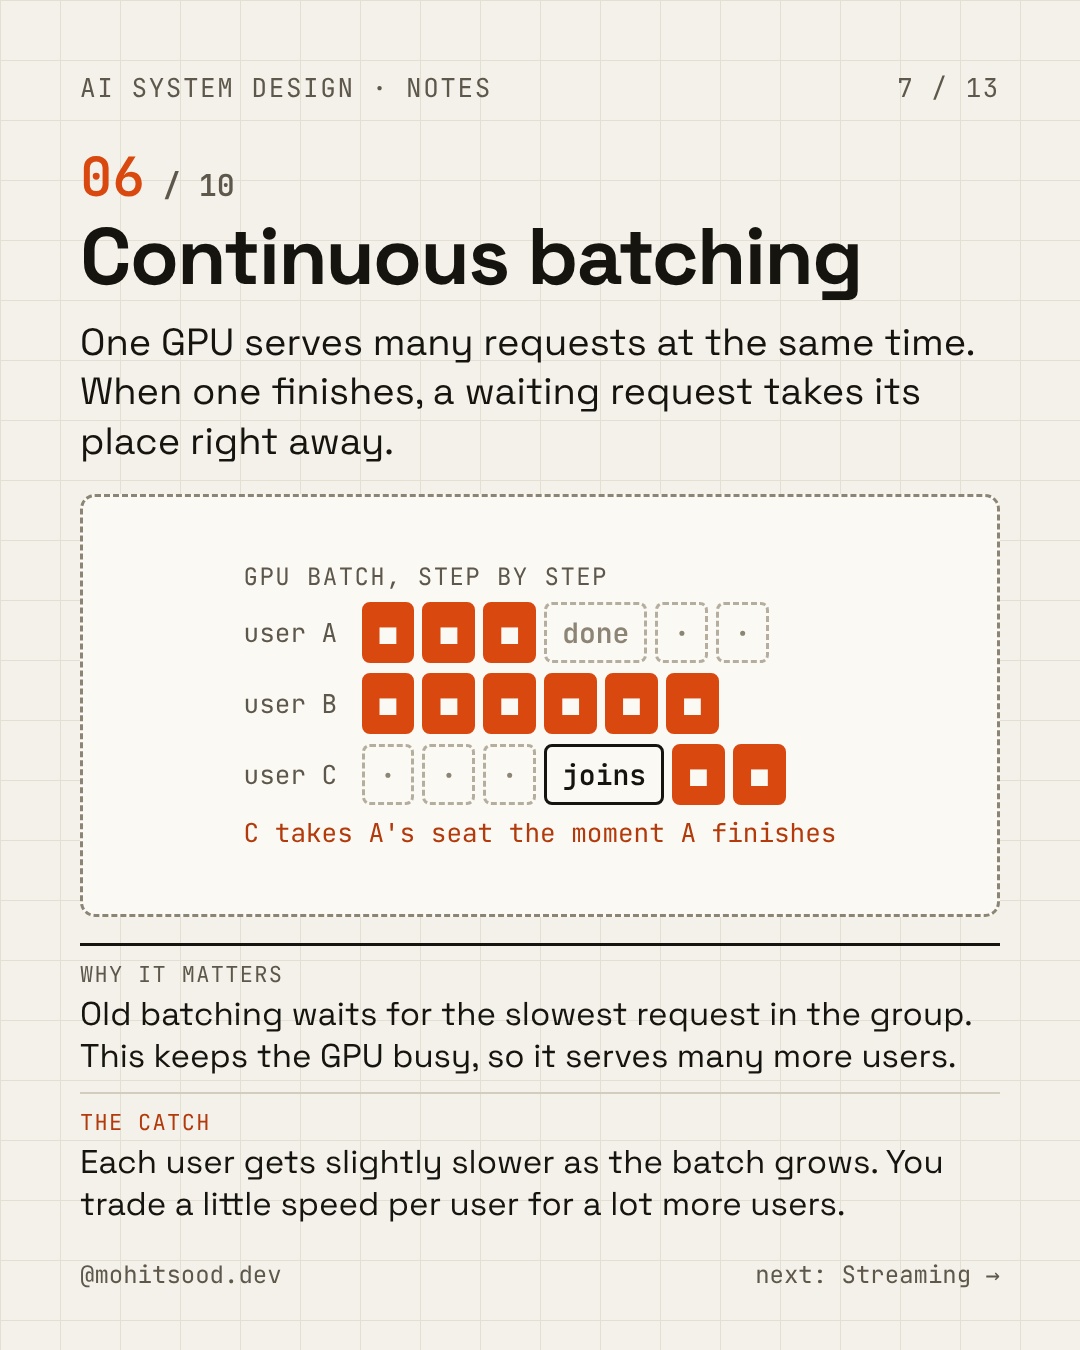 AI SYSTEM DESIGN · NOTES
7 / 13
06 / 10
Continuous batching
One GPU serves many requests at the same time.
When one finishes, a waiting request takes its
place right away.
GPU BATCH, STEP BY STEP
user A ■ ■ ■ done · ·
user B ■ ■ ■ ■ ■ ■
user C · · · joins ■ ■
C takes A's seat the moment A finishes
WHY IT MATTERS
Old batching waits for the slowest request in the group.
This keeps the GPU busy, so it serves many more users.
THE CATCH
Each user gets slightly slower as the batch grows. You
trade a little speed per user for a lot more users.
@mohitsood.dev
next: Streaming →